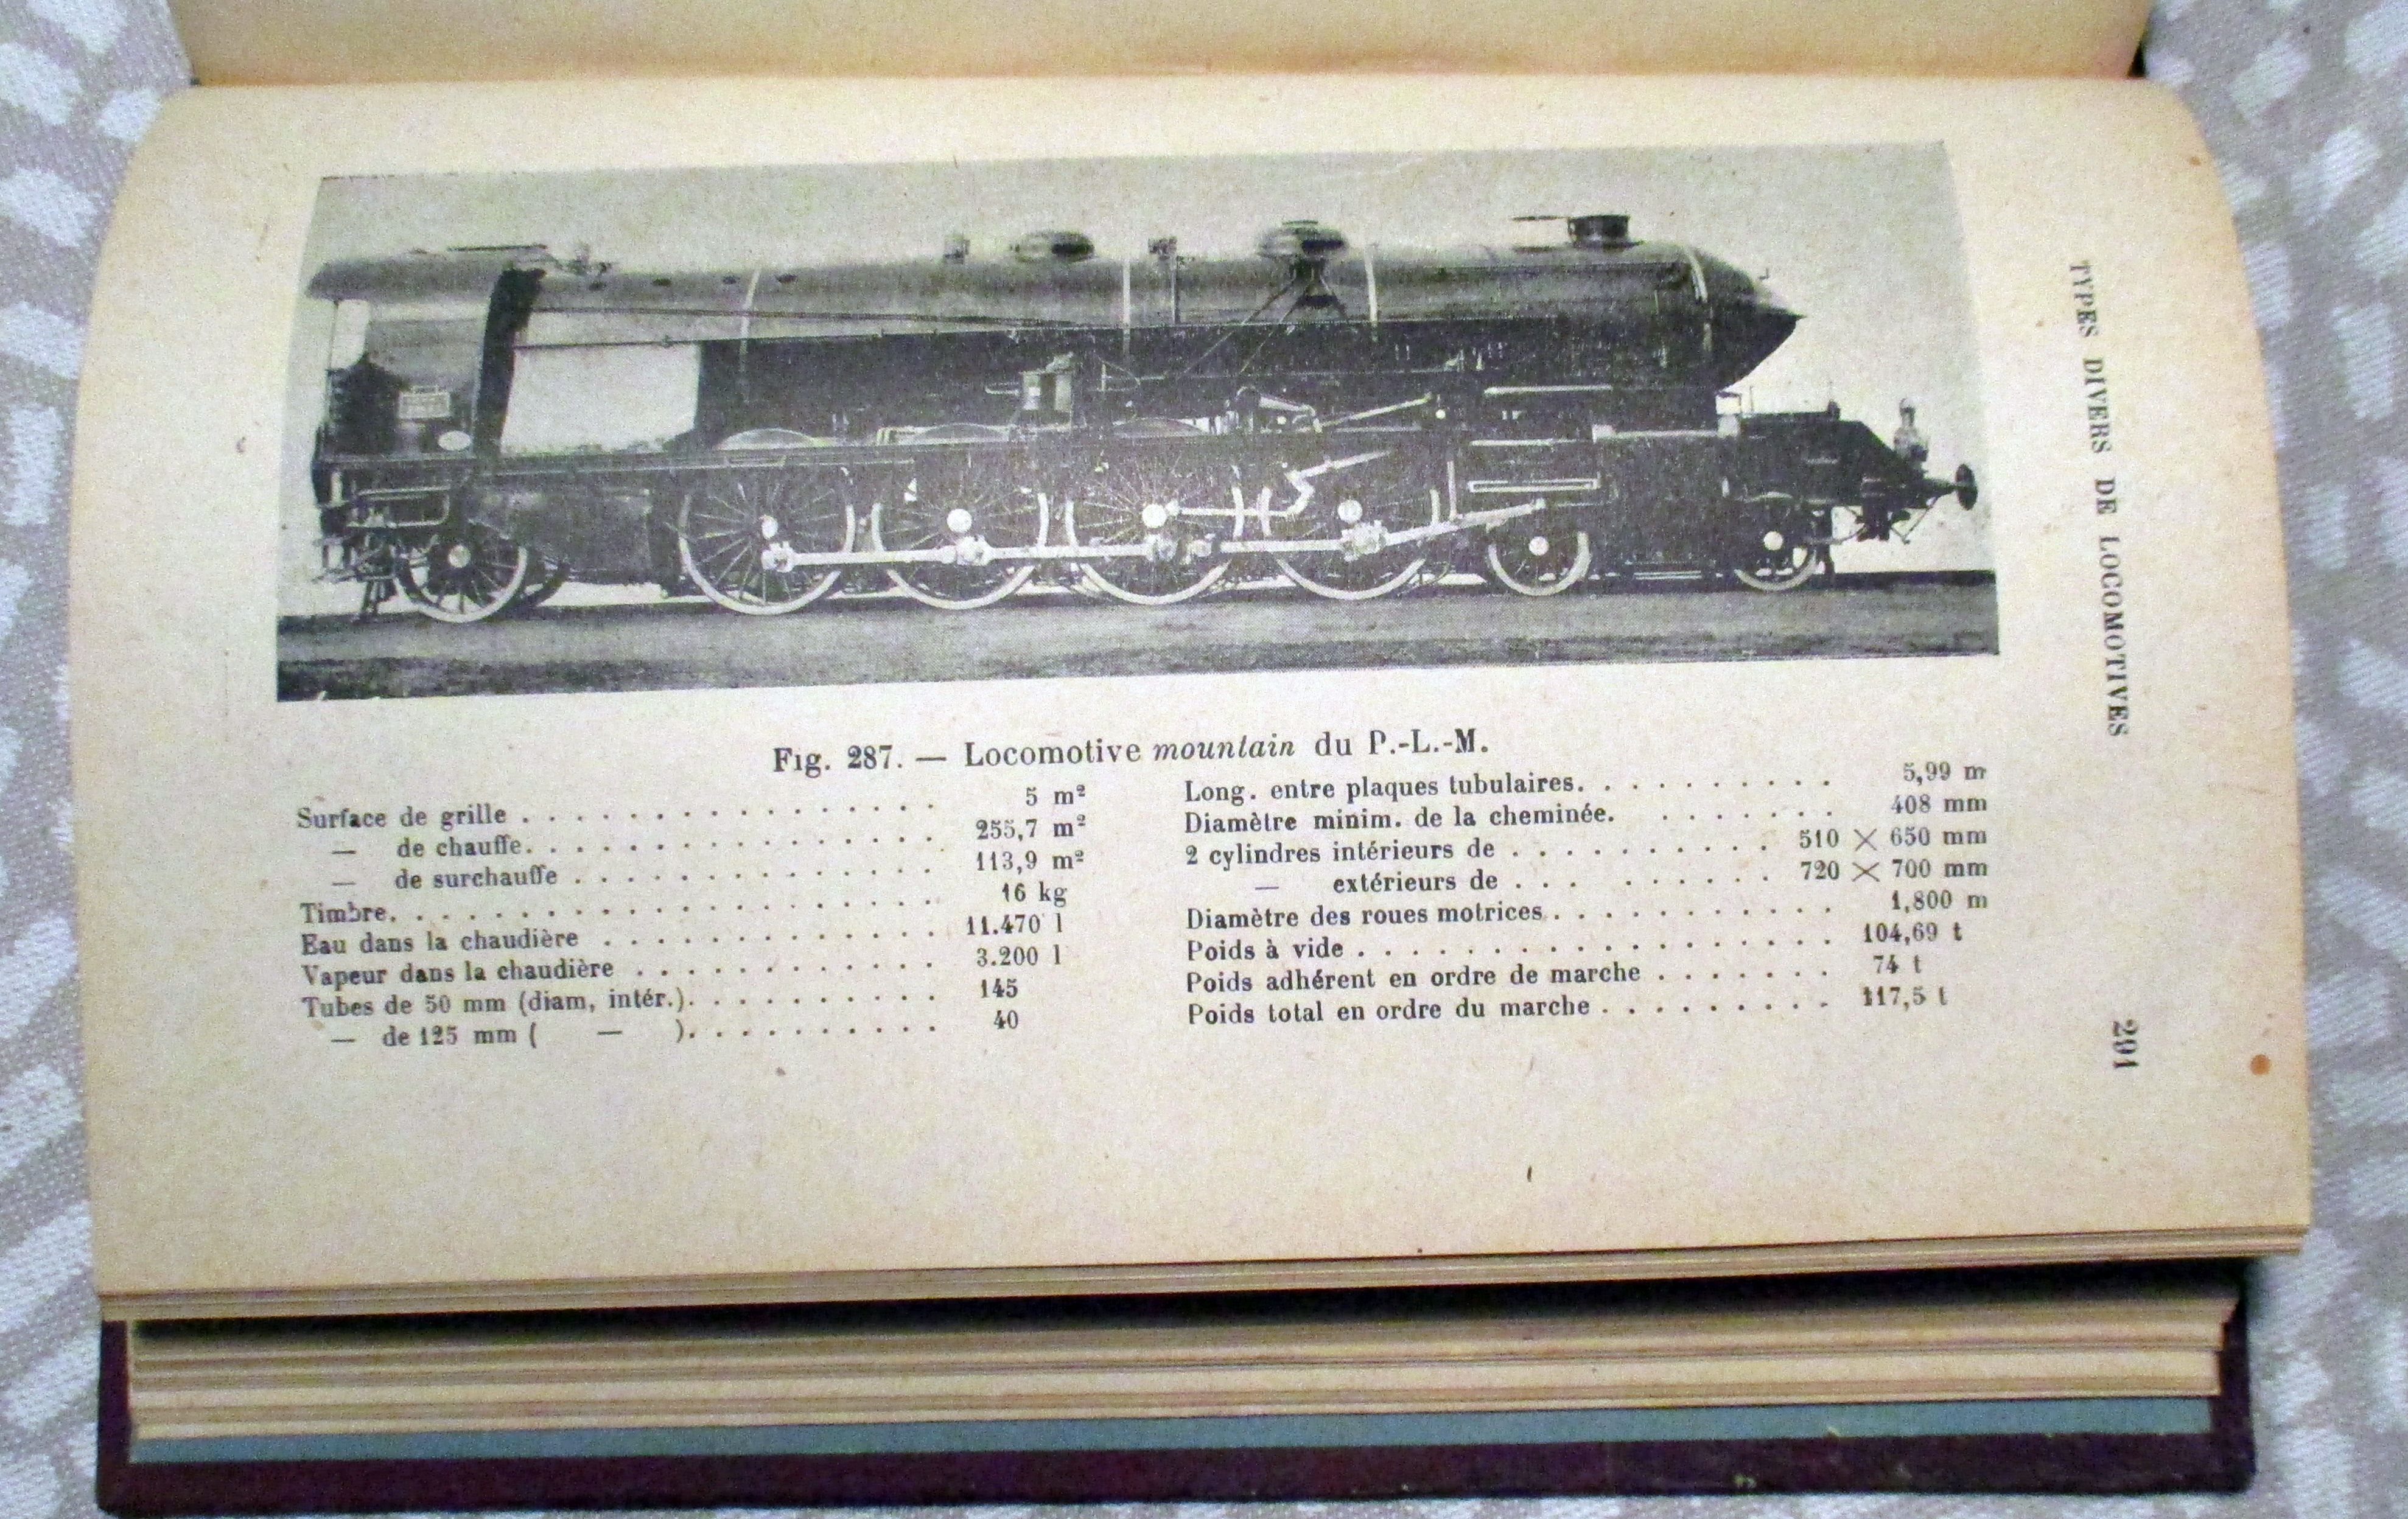 TYPES DIVERS DE LOCOMOTIVES
291
Fig. 287. — Locomotive mountain du P.-L.-M.
Surface de grille . . . . . . . . . . . . . . . . 5 m²
— de chauffe. . . . . . . . . . . . . . . . 255,7 m²
— de surchauffe . . . . . . . . . . . . . . 113,9 m²
Timbre. . . . . . . . . . . . . . . . . . . . . 16 kg
Eau dans la chaudière . . . . . . . . . . . . . 11.470 l
Vapeur dans la chaudière . . . . . . . . . . . . 3.200 l
Tubes de 50 mm (diam, intér.). . . . . . . . . . 145
— de 125 mm ( — ). . . . . . . . . . 40
Long. entre plaques tubulaires. . . . . . . . . . 5,99 m
Diamètre minim. de la cheminée. . . . . . . . 408 mm
2 cylindres intérieurs de . . . . . . . . . . 510 × 650 mm
— extérieurs de . . . . . . . . . 720 × 700 mm
Diamètre des roues motrices . . . . . . . . . . . 1,800 m
Poids à vide . . . . . . . . . . . . . . . . . . 104,69 t
Poids adhérent en ordre de marche . . . . . . . 74 t
Poids total en ordre du marche . . . . . . . . . 117,5 t